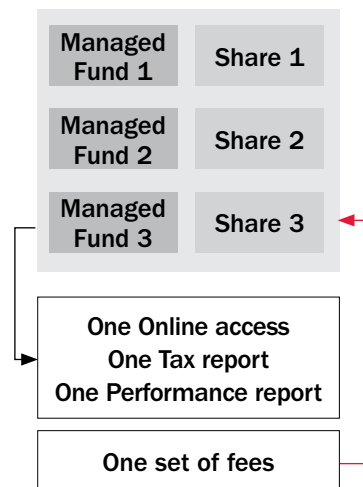 Managed
Fund 1
Share 1
Managed
Fund 2
Share 2
Managed
Fund 3
Share 3
One Online access
One Tax report
One Performance report
One set of fees